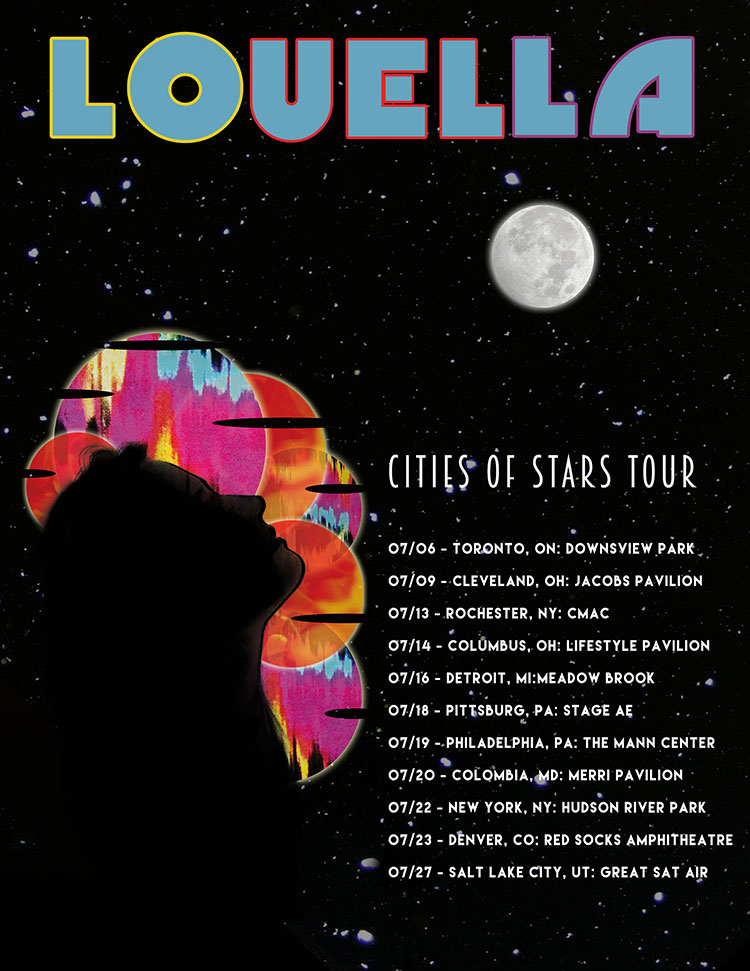 LOUELLA
CITIES OF STARS TOUR
07/06 - TORONTO, ON: DOWNSVIEW PARK
07/09 - CLEVELAND, OH: JACOBS PAVILION
07/13 - ROCHESTER, NY: CMAC
07/14 - COLUMBUS, OH: LIFESTYLE PAVILION
07/16 - DETROIT, MI:MEADOW BROOK
07/18 - PITTSBURG, PA: STAGE AE
07/19 - PHILADELPHIA, PA: THE MANN CENTER
07/20 - COLOMBIA, MD: MERRI PAVILION
07/22 - NEW YORK, NY: HUDSON RIVER PARK
07/23 - DENVER, CO: RED SOCKS AMPHITHEATRE
07/27 - SALT LAKE CITY, UT: GREAT SAT AIR